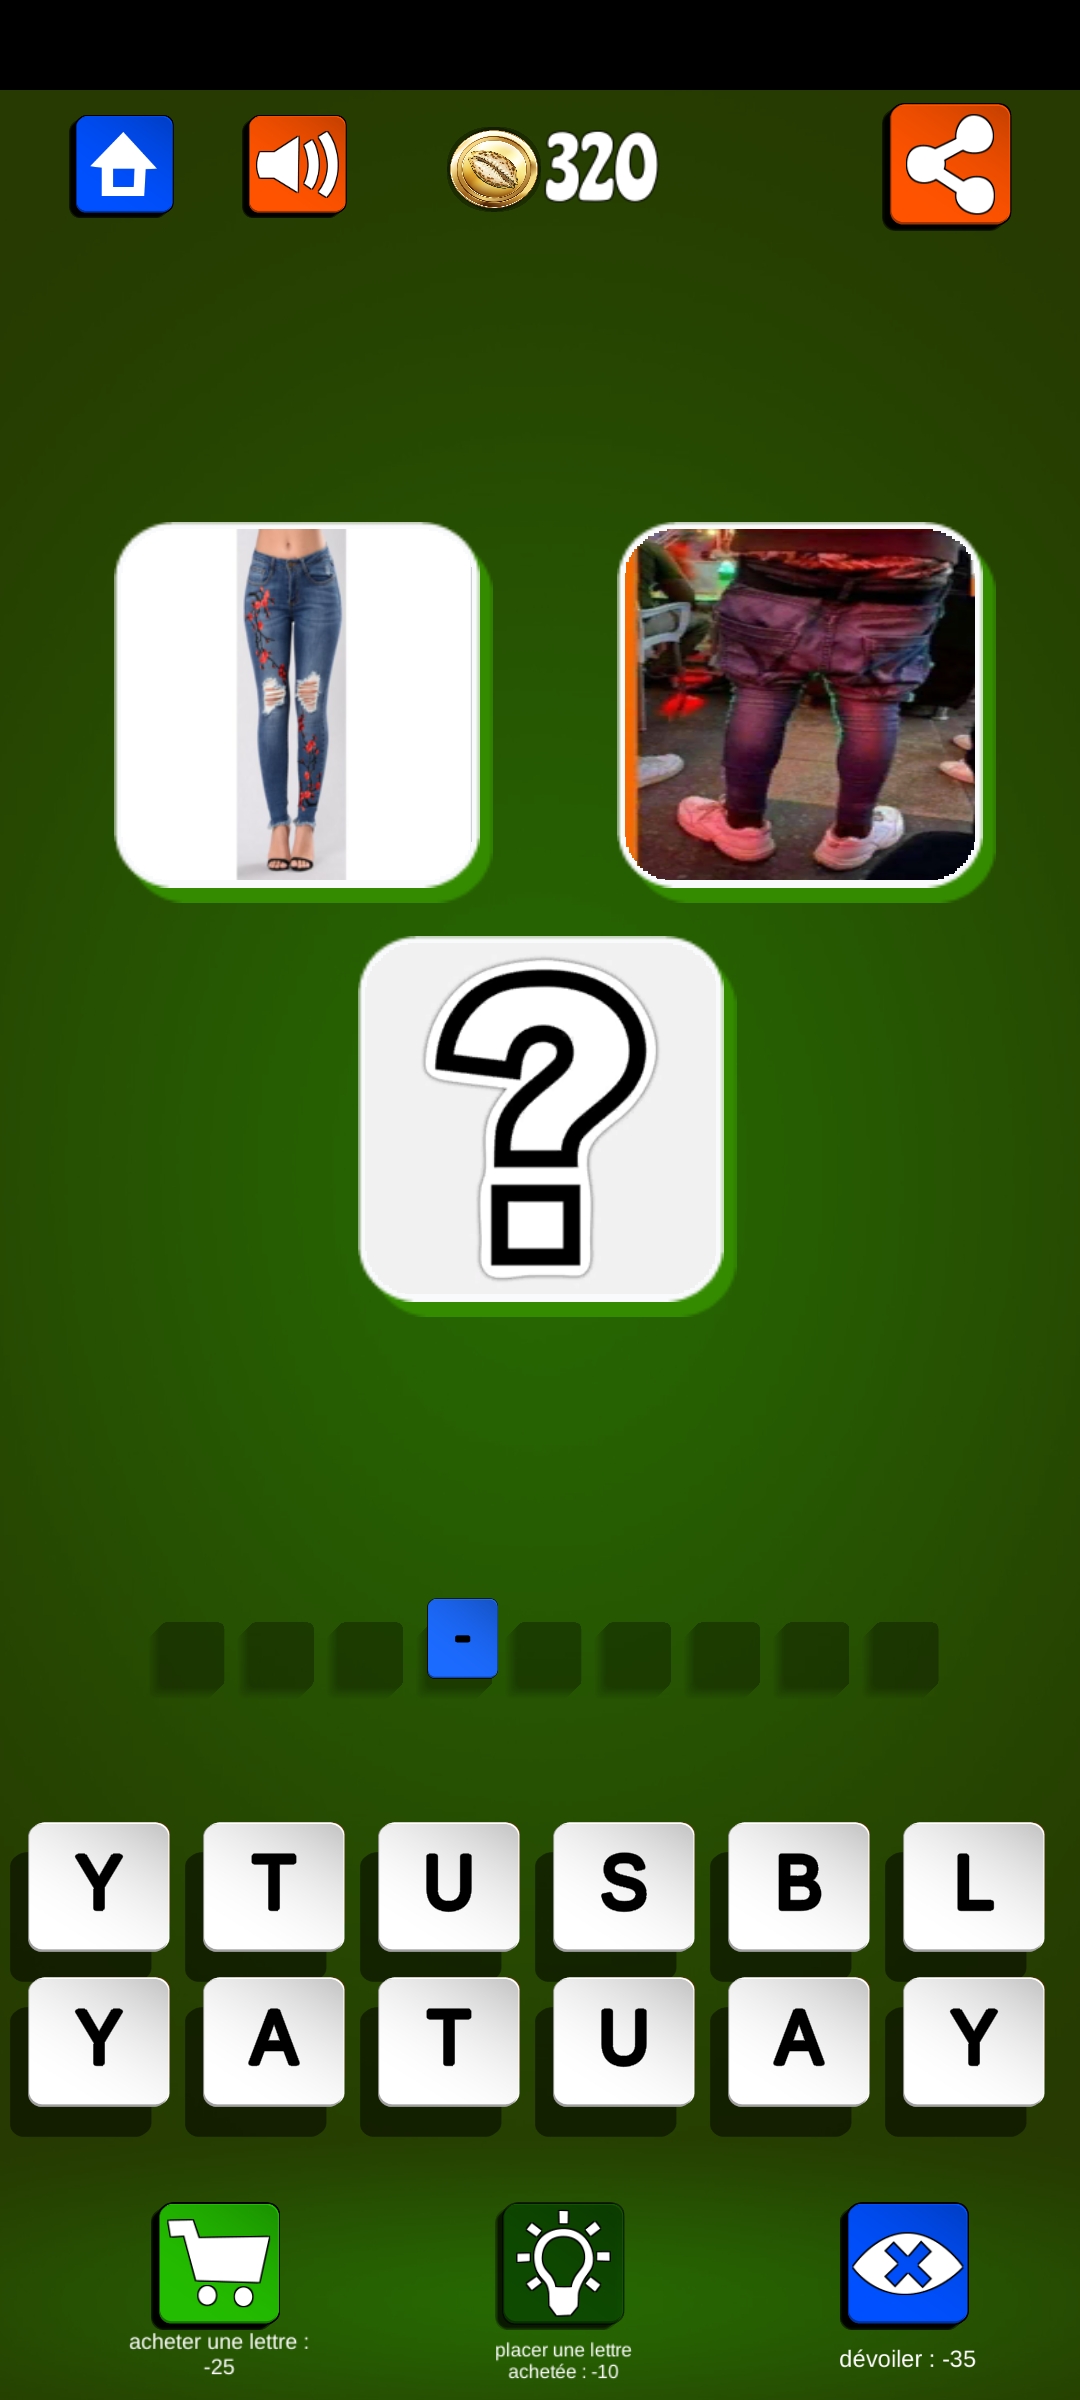 320
?
-
Y T U S B L
Y A T U A Y
acheter une lettre :
-25
placer une lettre
achetée : -10
dévoiler : -35